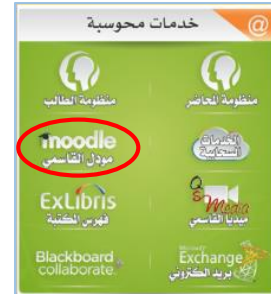 خدمات محوسبة @
منظومة المحاضر
منظومة الطالب
الخدمات
السحابية
moodle
مودل القاسمي
QSM Media
ميديا القاسمي
ExLibris
فهرس المكتبة
Microsoft
Exchange
بريد الكتروني
Blackboard
collaborate